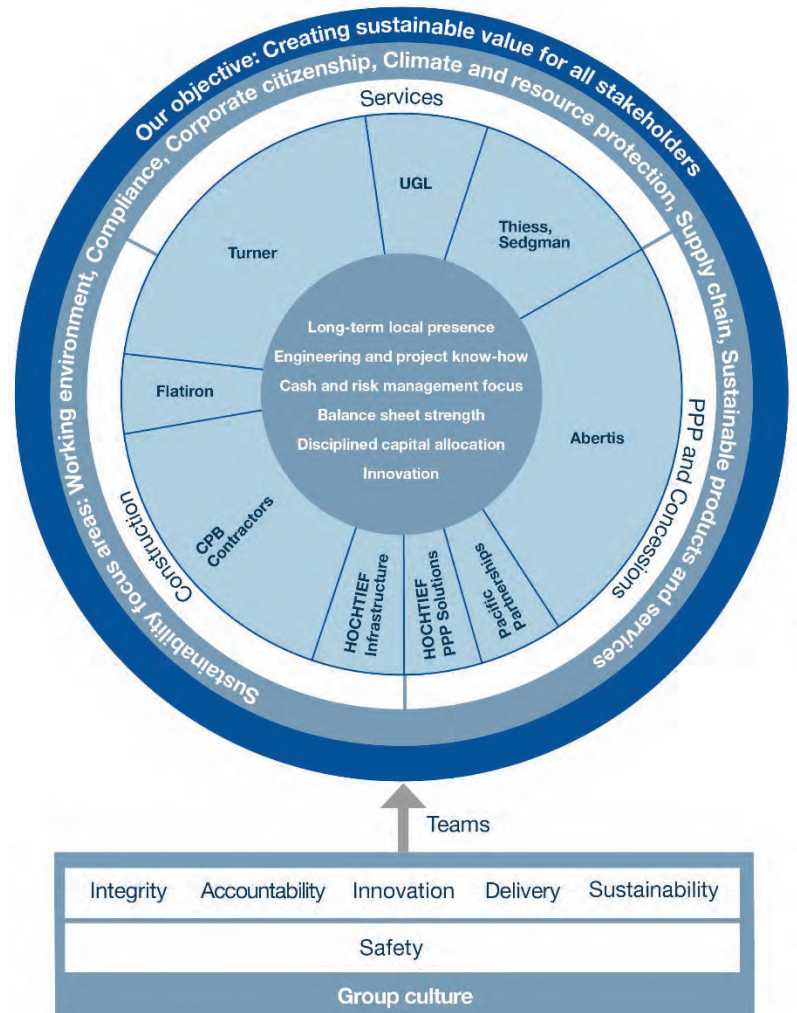 Our objective: Creating sustainable value for all stakeholders
Sustainability focus areas: Working environment, Compliance, Corporate citizenship, Climate and resource protection, Supply chain, Sustainable products and services
Services
UGL
Thiess,
Sedgman
Turner
Long-term local presence
Engineering and project know-how
Cash and risk management focus
Balance sheet strength
Disciplined capital allocation
Innovation
Flatiron
Abertis
PPP and Concessions
Construction
CPB
Contractors
HOCHTIEF
Infrastructure
HOCHTIEF
PPP Solutions
Pacific
Partnerships
Teams
Integrity Accountability Innovation Delivery Sustainability
Safety
Group culture